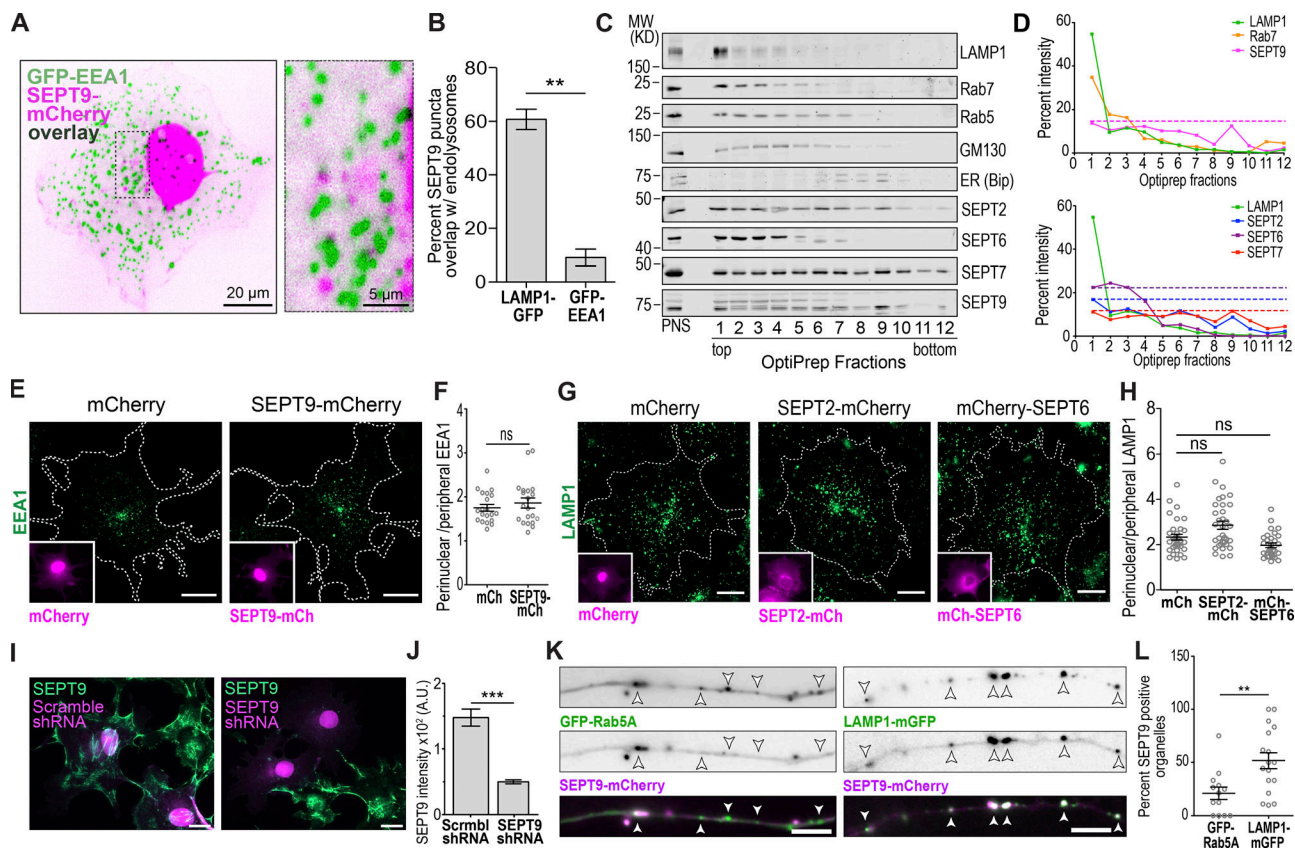 A
GFP-EEA1
SEPT9-
mCherry
overlay
20 µm
5 µm
B
Percent SEPT9 puncta
overlap w/ endolysosomes
80
60
40
20
0
**
LAMP1-
GFP
GFP-
EEA1
C
MW
(KD)
150
25
25
150
75
50
40
50
75
LAMP1
Rab7
Rab5
GM130
ER (Bip)
SEPT2
SEPT6
SEPT7
SEPT9
PNS 1 2 3 4 5 6 7 8 9 10 11 12
top bottom
OptiPrep Fractions
D
Percent intensity
60
40
20
0
0 1 2 3 4 5 6 7 8 9 10 11 12
Optiprep fractions
LAMP1
Rab7
SEPT9
Percent intensity
60
40
20
0
0 1 2 3 4 5 6 7 8 9 10 11 12
Optiprep fractions
LAMP1
SEPT2
SEPT6
SEPT7
E
mCherry
SEPT9-mCherry
EEA1
mCherry
SEPT9-mCh
F
Perinuclear/peripheral EEA1
4
3
2
1
0
ns
mCh
SEPT9-
mCh
G
mCherry
SEPT2-mCherry
mCherry-SEPT6
LAMP1
mCherry
SEPT2-mCh
mCh-SEPT6
H
Perinuclear/peripheral LAMP1
8
6
4
2
0
ns
ns
mCh
SEPT2-
mCh
mCh-
SEPT6
I
SEPT9
Scramble
shRNA
SEPT9
SEPT9
shRNA
J
SEPT9 intensity x10² (A.U.)
2.0
1.5
1.0
0.5
0.0
***
Scrmbl
shRNA
SEPT9
shRNA
K
GFP-Rab5A
SEPT9-mCherry
LAMP1-mGFP
SEPT9-mCherry
L
Percent SEPT9 positive
organelles
150
100
50
0
**
GFP-
Rab5A
LAMP1-
mGFP